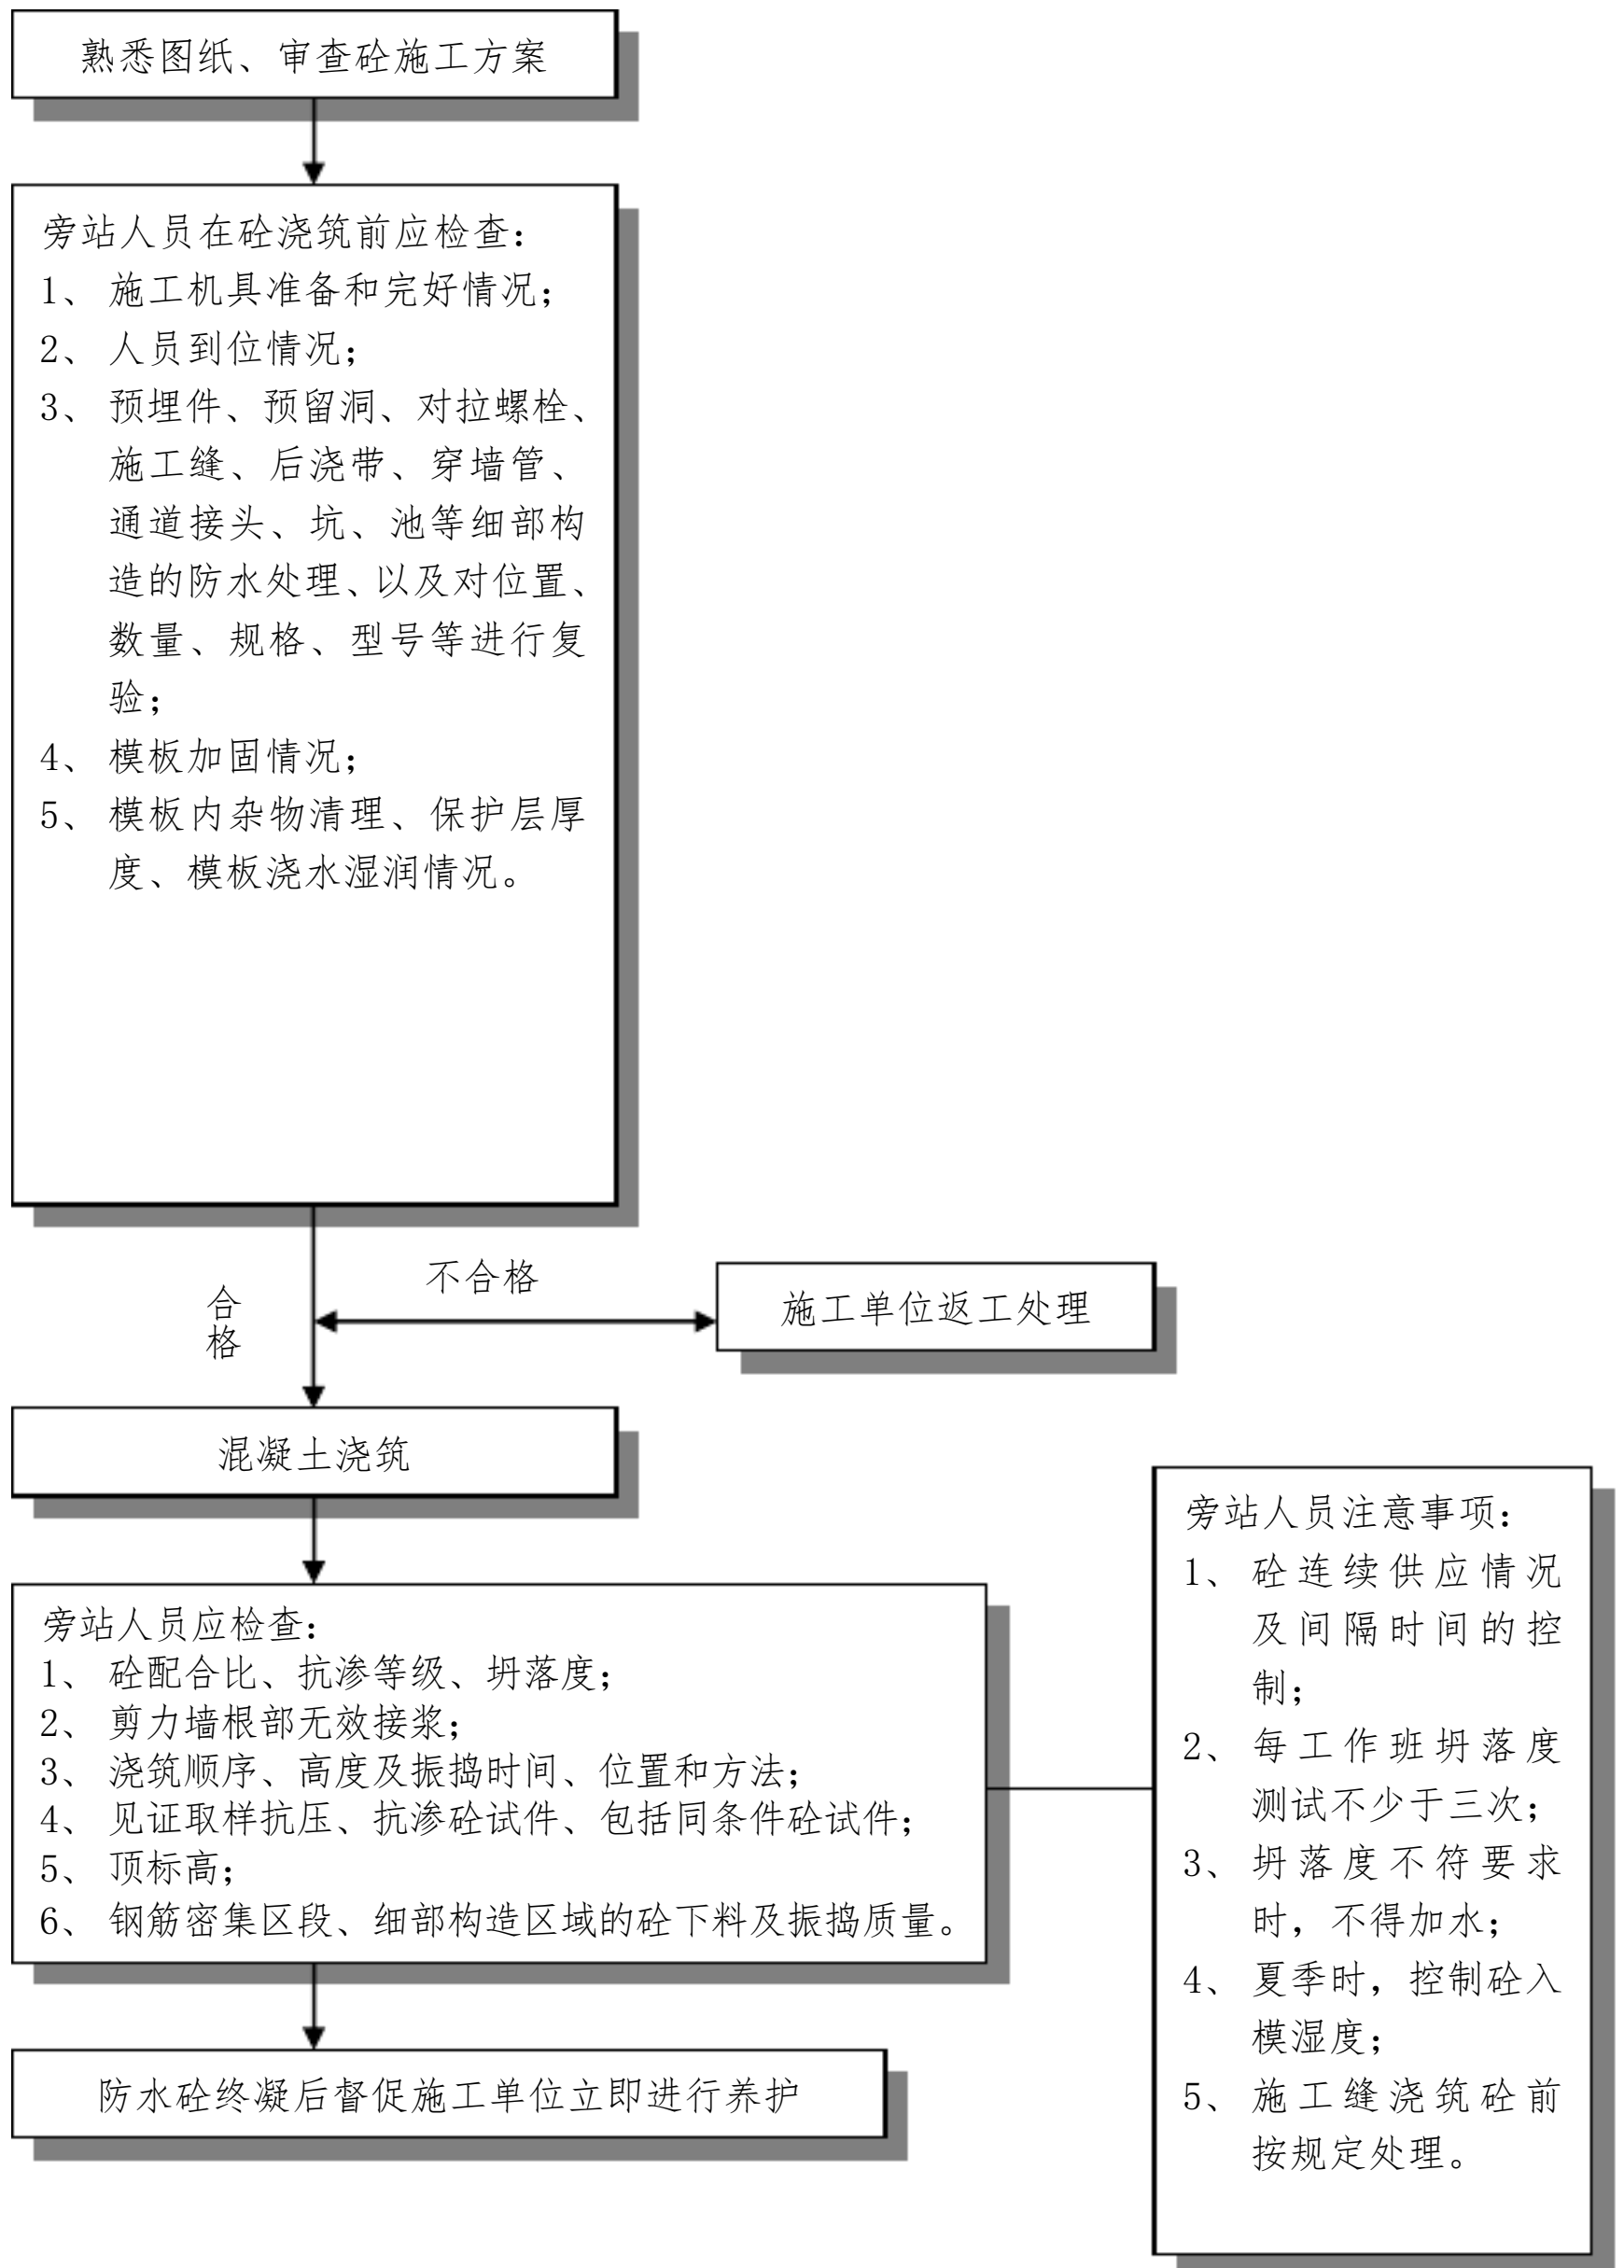 熟悉图纸、审查砼施工方案
旁站人员在砼浇筑前应检查：
1、 施工机具准备和完好情况；
2、 人员到位情况；
3、 预埋件、预留洞、对拉螺栓、
施工缝、后浇带、穿墙管、
通道接头、坑、池等细部构
造的防水处理、以及对位置、
数量、规格、型号等进行复
验；
4、 模板加固情况；
5、 模板内杂物清理、保护层厚
度、模板浇水湿润情况。
不合格
合
格
施工单位返工处理
混凝土浇筑
旁站人员应检查：
1、 砼配合比、抗渗等级、坍落度；
2、 剪力墙根部无效接浆；
3、 浇筑顺序、高度及振捣时间、位置和方法；
4、 见证取样抗压、抗渗砼试件、包括同条件砼试件；
5、 顶标高；
6、 钢筋密集区段、细部构造区域的砼下料及振捣质量。
旁站人员注意事项：
1、 砼连续供应情况
及间隔时间的控
制；
2、 每工作班坍落度
测试不少于三次；
3、 坍落度不符要求
时，不得加水；
4、 夏季时，控制砼入
模湿度；
5、 施工缝浇筑砼前
按规定处理。
防水砼终凝后督促施工单位立即进行养护